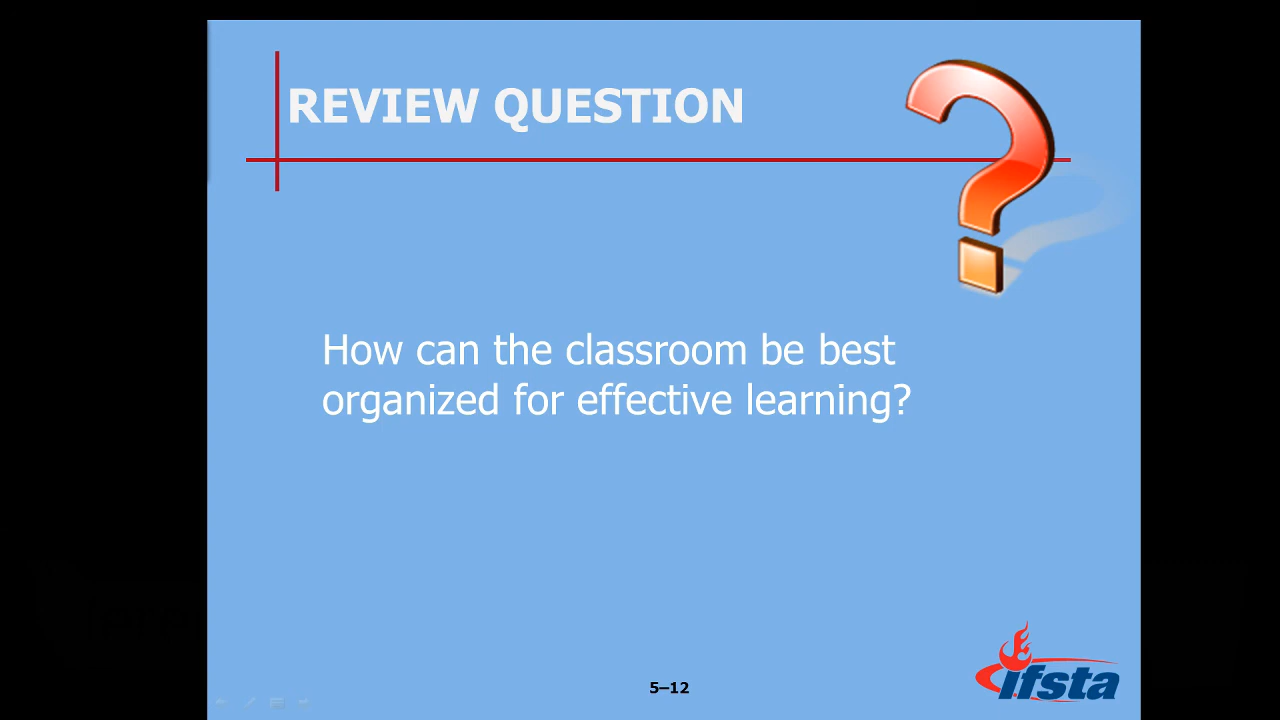 REVIEW QUESTION
How can the classroom be best
organized for effective learning?
ifsta
5–12